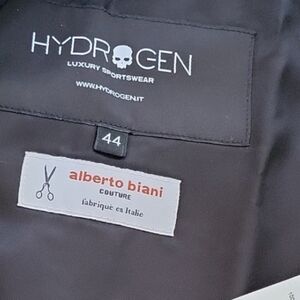 HYDROGEN
LUXURY SPORTSWEAR
WWW.HYDROGEN.IT
44
alberto biani
COUTURE
fabrique en Italie